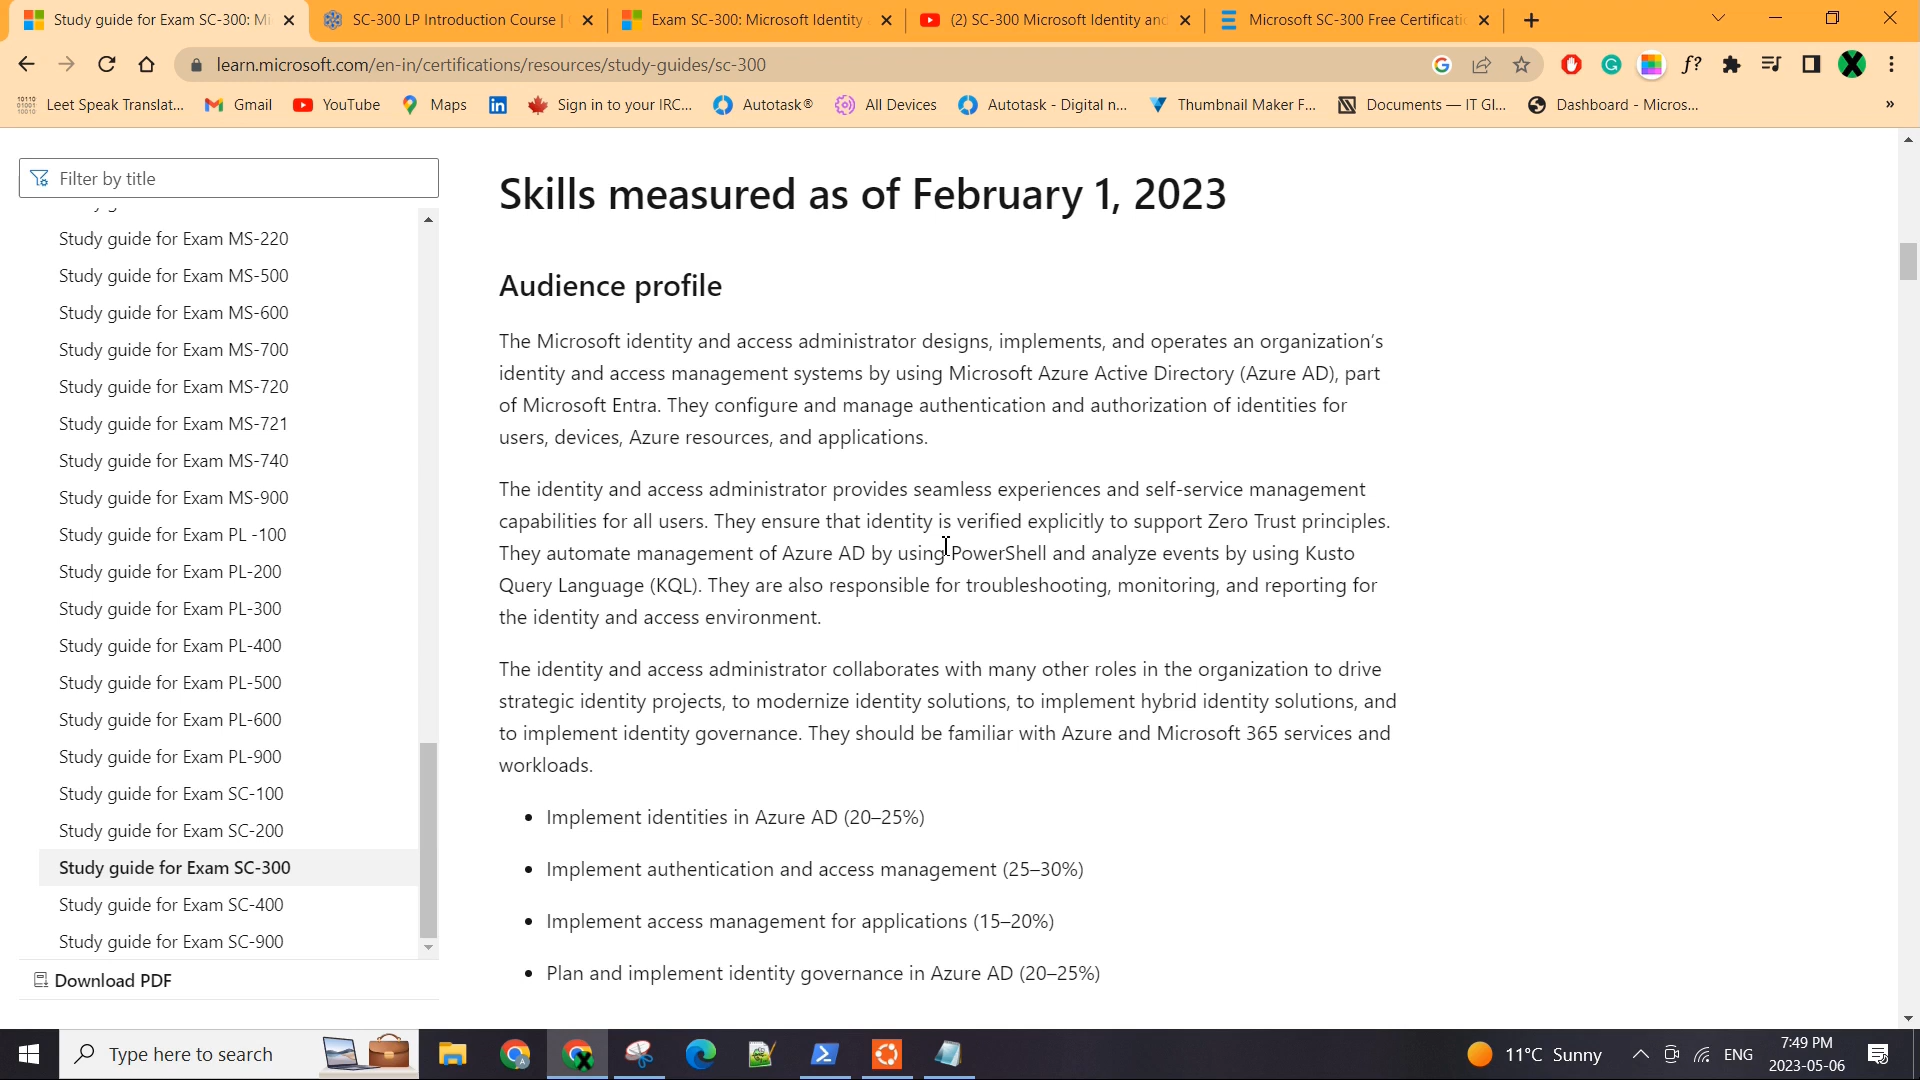 Study guide for Exam SC-300: Mi
SC-300 LP Introduction Course |
Exam SC-300: Microsoft Identity
(2) SC-300 Microsoft Identity and
Microsoft SC-300 Free Certificati
learn.microsoft.com/en-in/certifications/resources/study-guides/sc-300
Leet Speak Translat...
Gmail
YouTube
Maps
Sign in to your IRC...
Autotask®
All Devices
Autotask - Digital n...
Thumbnail Maker F...
Documents — IT Gl...
Dashboard - Micros...
»
Filter by title
Study guide for Exam MS-220
Study guide for Exam MS-500
Study guide for Exam MS-600
Study guide for Exam MS-700
Study guide for Exam MS-720
Study guide for Exam MS-721
Study guide for Exam MS-740
Study guide for Exam MS-900
Study guide for Exam PL -100
Study guide for Exam PL-200
Study guide for Exam PL-300
Study guide for Exam PL-400
Study guide for Exam PL-500
Study guide for Exam PL-600
Study guide for Exam PL-900
Study guide for Exam SC-100
Study guide for Exam SC-200
Study guide for Exam SC-300
Study guide for Exam SC-400
Study guide for Exam SC-900
Download PDF
Skills measured as of February 1, 2023
Audience profile
The Microsoft identity and access administrator designs, implements, and operates an organization's
identity and access management systems by using Microsoft Azure Active Directory (Azure AD), part
of Microsoft Entra. They configure and manage authentication and authorization of identities for
users, devices, Azure resources, and applications.
The identity and access administrator provides seamless experiences and self-service management
capabilities for all users. They ensure that identity is verified explicitly to support Zero Trust principles.
They automate management of Azure AD by using PowerShell and analyze events by using Kusto
Query Language (KQL). They are also responsible for troubleshooting, monitoring, and reporting for
the identity and access environment.
The identity and access administrator collaborates with many other roles in the organization to drive
strategic identity projects, to modernize identity solutions, to implement hybrid identity solutions, and
to implement identity governance. They should be familiar with Azure and Microsoft 365 services and
workloads.
• Implement identities in Azure AD (20–25%)
• Implement authentication and access management (25–30%)
• Implement access management for applications (15–20%)
• Plan and implement identity governance in Azure AD (20–25%)
Type here to search
11°C Sunny
ENG
7:49 PM
2023-05-06